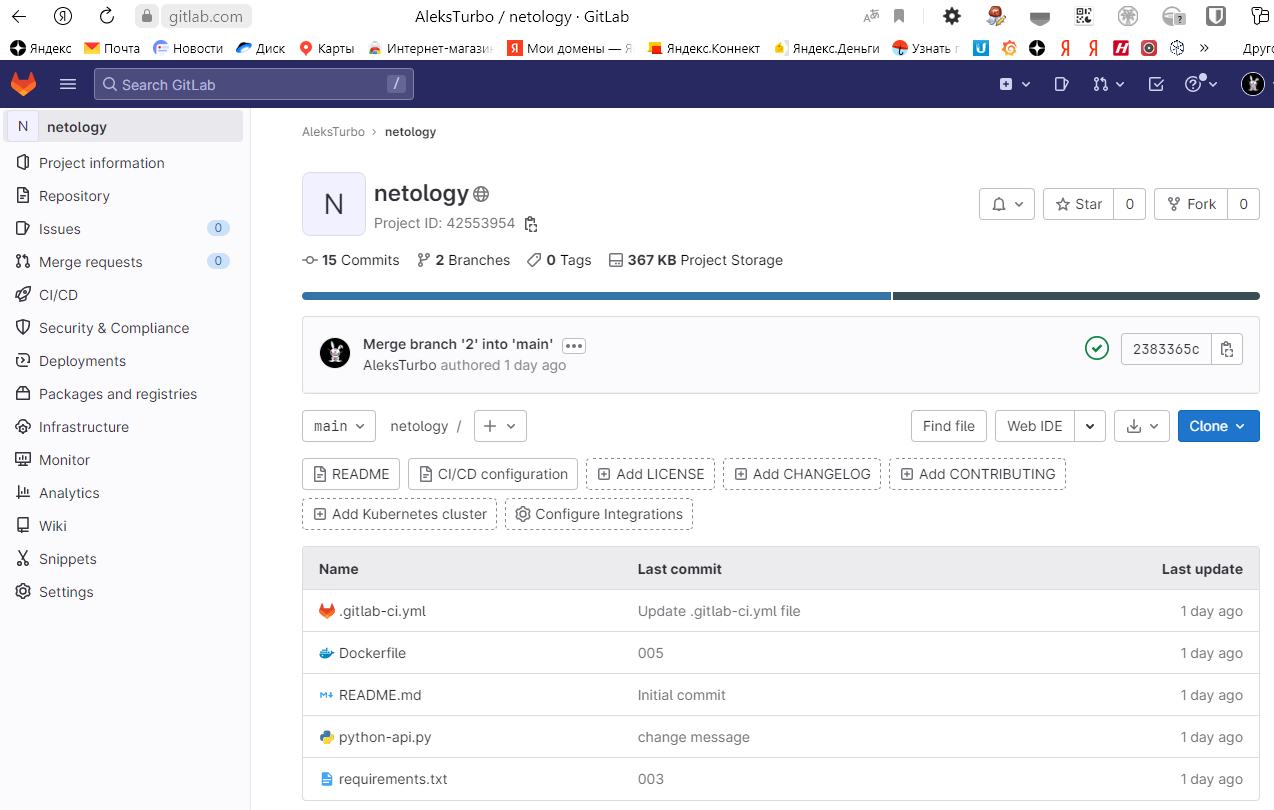 gitlab.com AleksTurbo / netology · GitLab
Яндекс Почта Новости Диск Карты Интернет-магазин Мои домены — Я Яндекс.Коннект Яндекс.Деньги Узнать Друго
Search GitLab /
N netology
Project information
Repository
Issues 0
Merge requests 0
CI/CD
Security & Compliance
Deployments
Packages and registries
Infrastructure
Monitor
Analytics
Wiki
Snippets
Settings
AleksTurbo › netology
N
netology
Project ID: 42553954
Star 0 Fork 0
15 Commits 2 Branches 0 Tags 367 KB Project Storage
Merge branch '2' into 'main'
AleksTurbo authored 1 day ago
2383365c
main netology / + Find file Web IDE Clone
README CI/CD configuration Add LICENSE Add CHANGELOG Add CONTRIBUTING
Add Kubernetes cluster Configure Integrations
Name Last commit Last update
.gitlab-ci.yml Update .gitlab-ci.yml file 1 day ago
Dockerfile 005 1 day ago
README.md Initial commit 1 day ago
python-api.py change message 1 day ago
requirements.txt 003 1 day ago